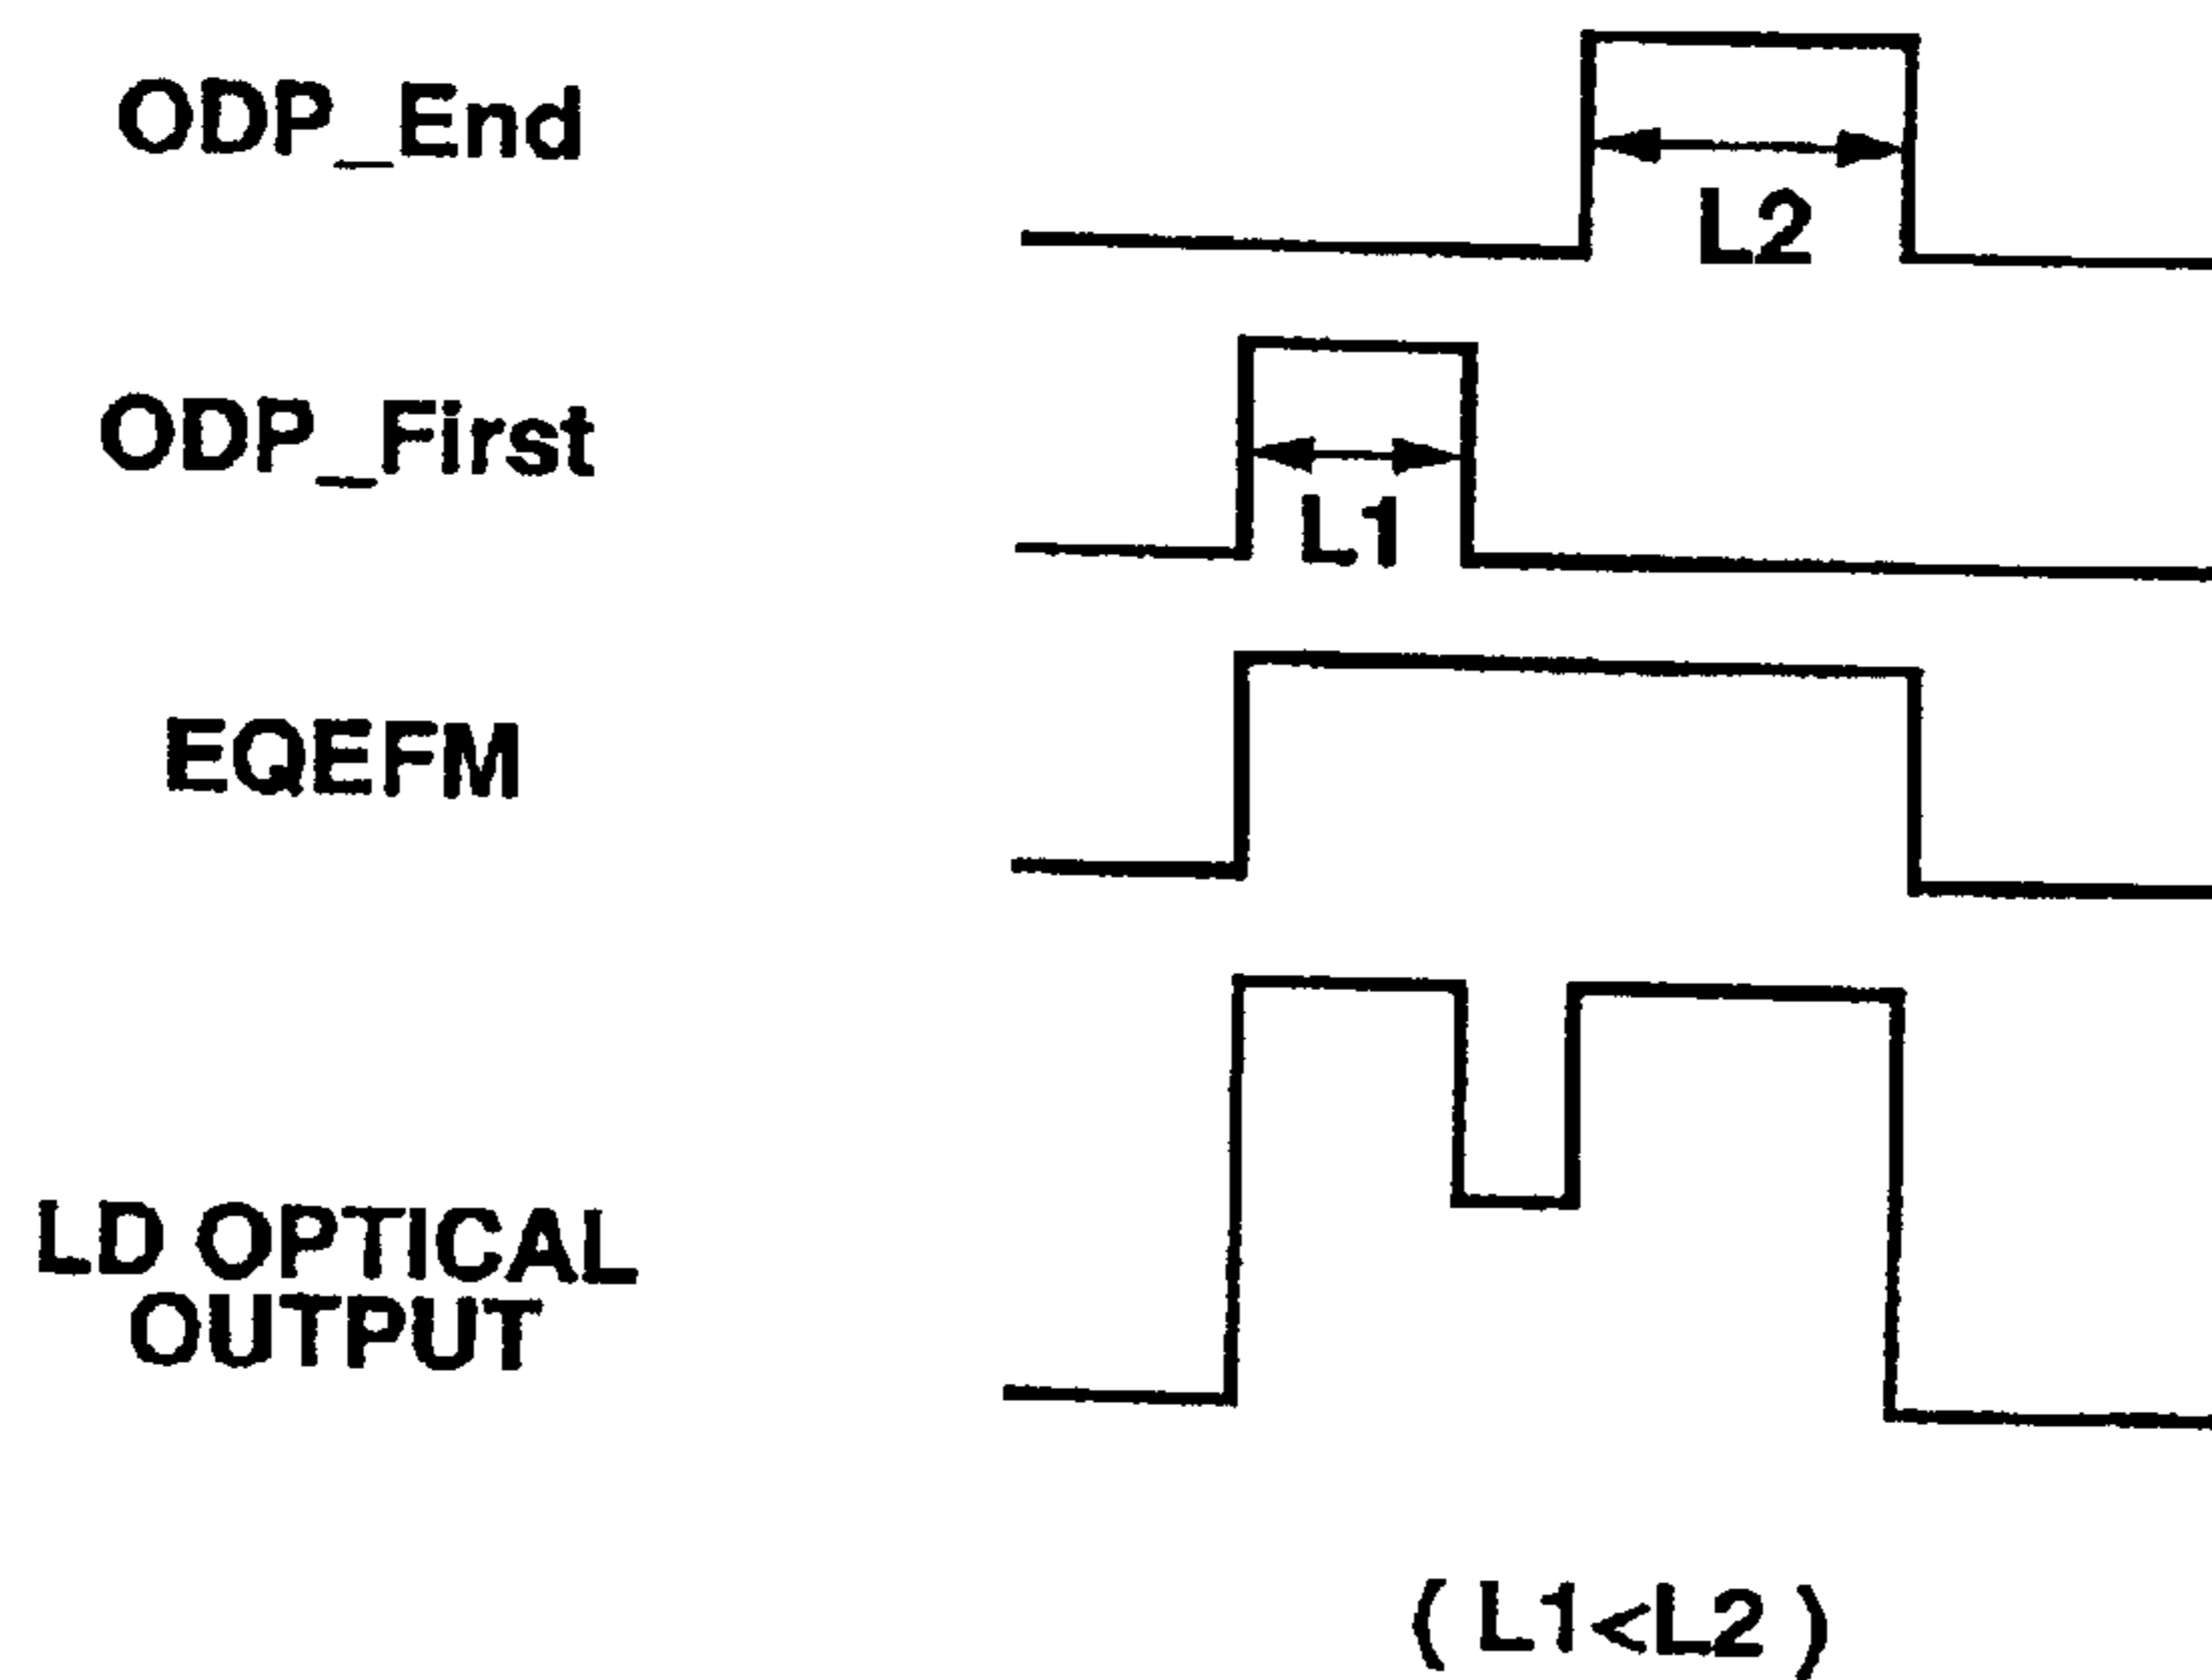 ODP_End
L2
ODP_First
L1
EQEFM
LD OPTICAL
OUTPUT
( L1<L2 )